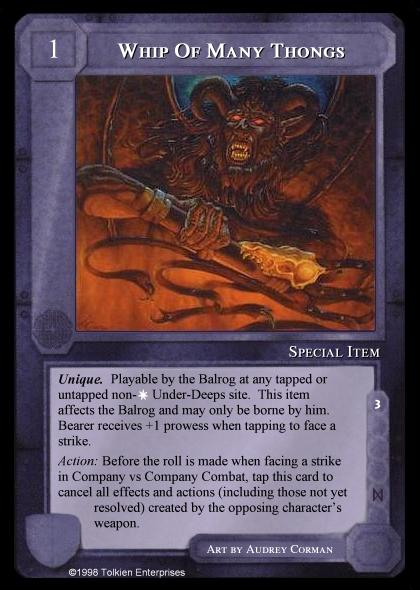 1
Whip Of Many Thongs
Special Item
Unique. Playable by the Balrog at any tapped or
untapped non-✷ Under-Deeps site. This item
affects the Balrog and may only be borne by him.
Bearer receives +1 prowess when tapping to face a
strike.
3
Action: Before the roll is made when facing a strike
in Company vs Company Combat, tap this card to
cancel all effects and actions (including those not yet
resolved) created by the opposing character's
weapon.
Art by Audrey Corman
©1998 Tolkien Enterprises